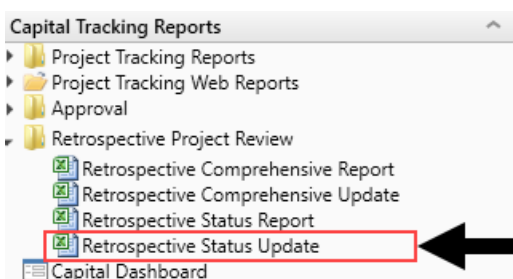 Capital Tracking Reports
Project Tracking Reports
Project Tracking Web Reports
Approval
Retrospective Project Review
Retrospective Comprehensive Report
Retrospective Comprehensive Update
Retrospective Status Report
Retrospective Status Update
Capital Dashboard